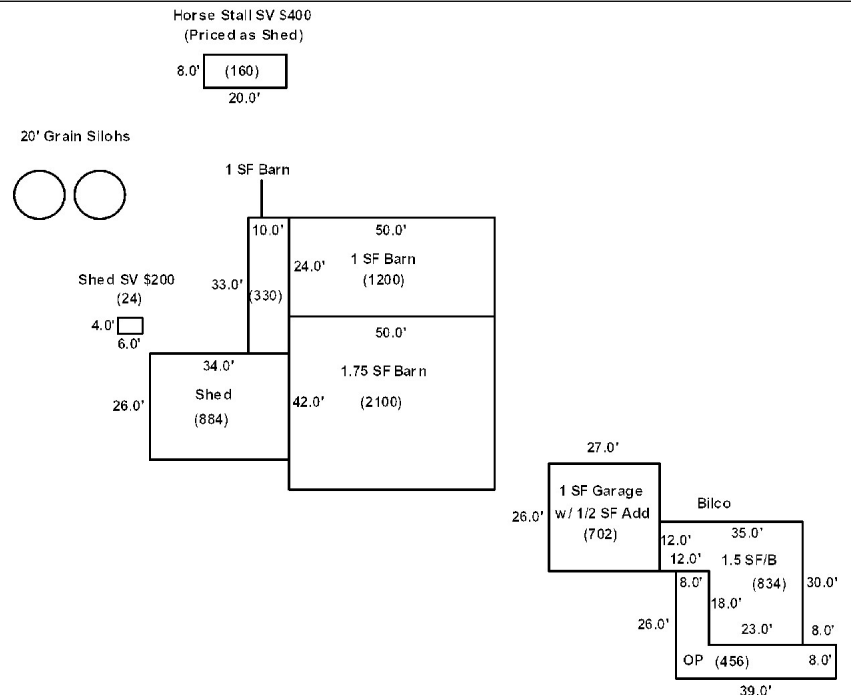 Horse Stall SV $400
(Priced as Shed)
8.0'
(160)
20.0'
20' Grain Silohs
1 SF Barn
10.0'
50.0'
24.0'
1 SF Barn
(1200)
33.0'
(330)
Shed SV $200
(24)
4.0'
6.0'
50.0'
34.0'
1.75 SF Barn
26.0'
Shed
42.0'
(2100)
(884)
27.0'
26.0'
1 SF Garage
w/ 1/2 SF Add
(702)
Bilco
12.0'
35.0'
12.0'
1.5 SF/B
8.0'
(834)
30.0'
18.0'
26.0'
23.0'
8.0'
OP (456)
8.0'
39.0'